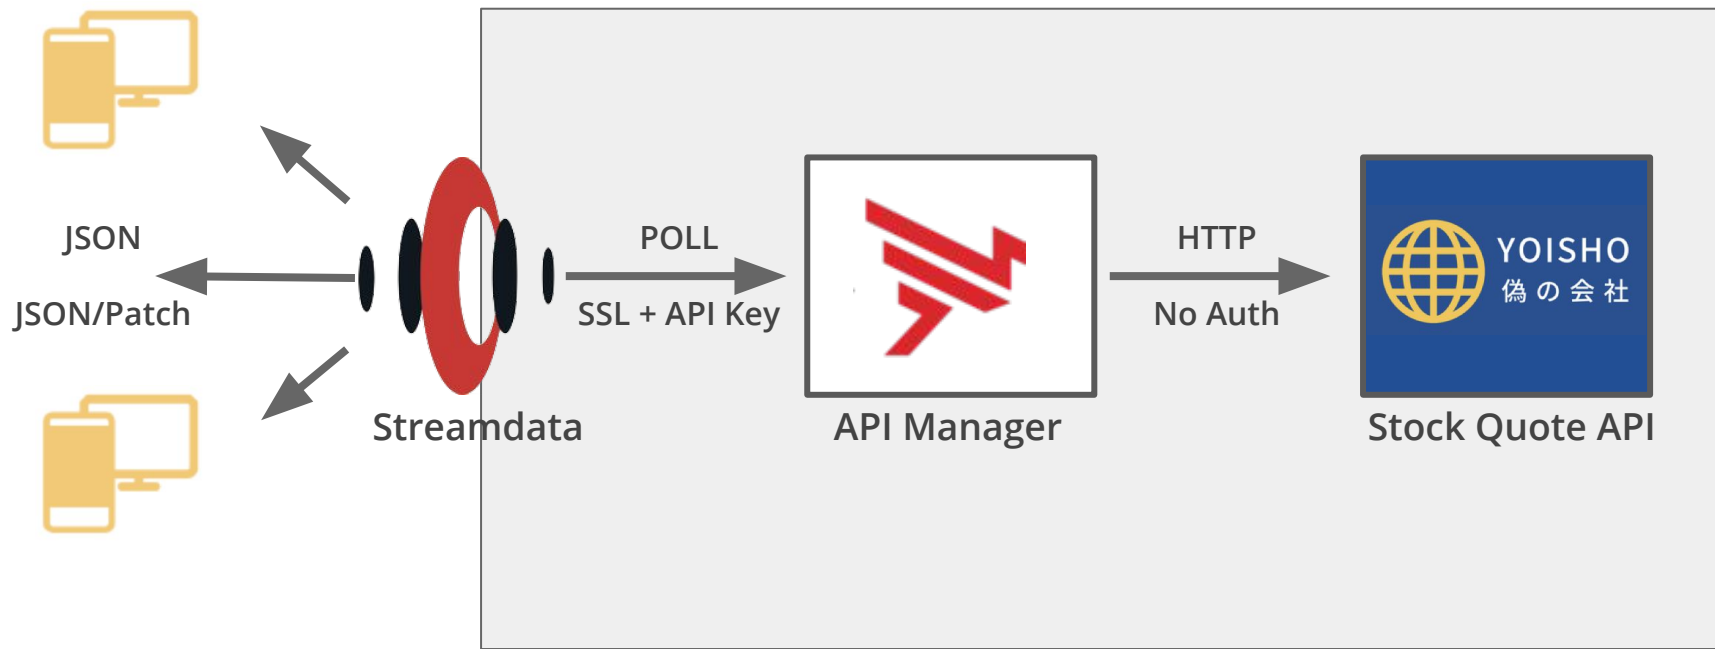 JSON
JSON/Patch
Streamdata
POLL
SSL + API Key
API Manager
HTTP
No Auth
YOISHO
偽の会社
Stock Quote API